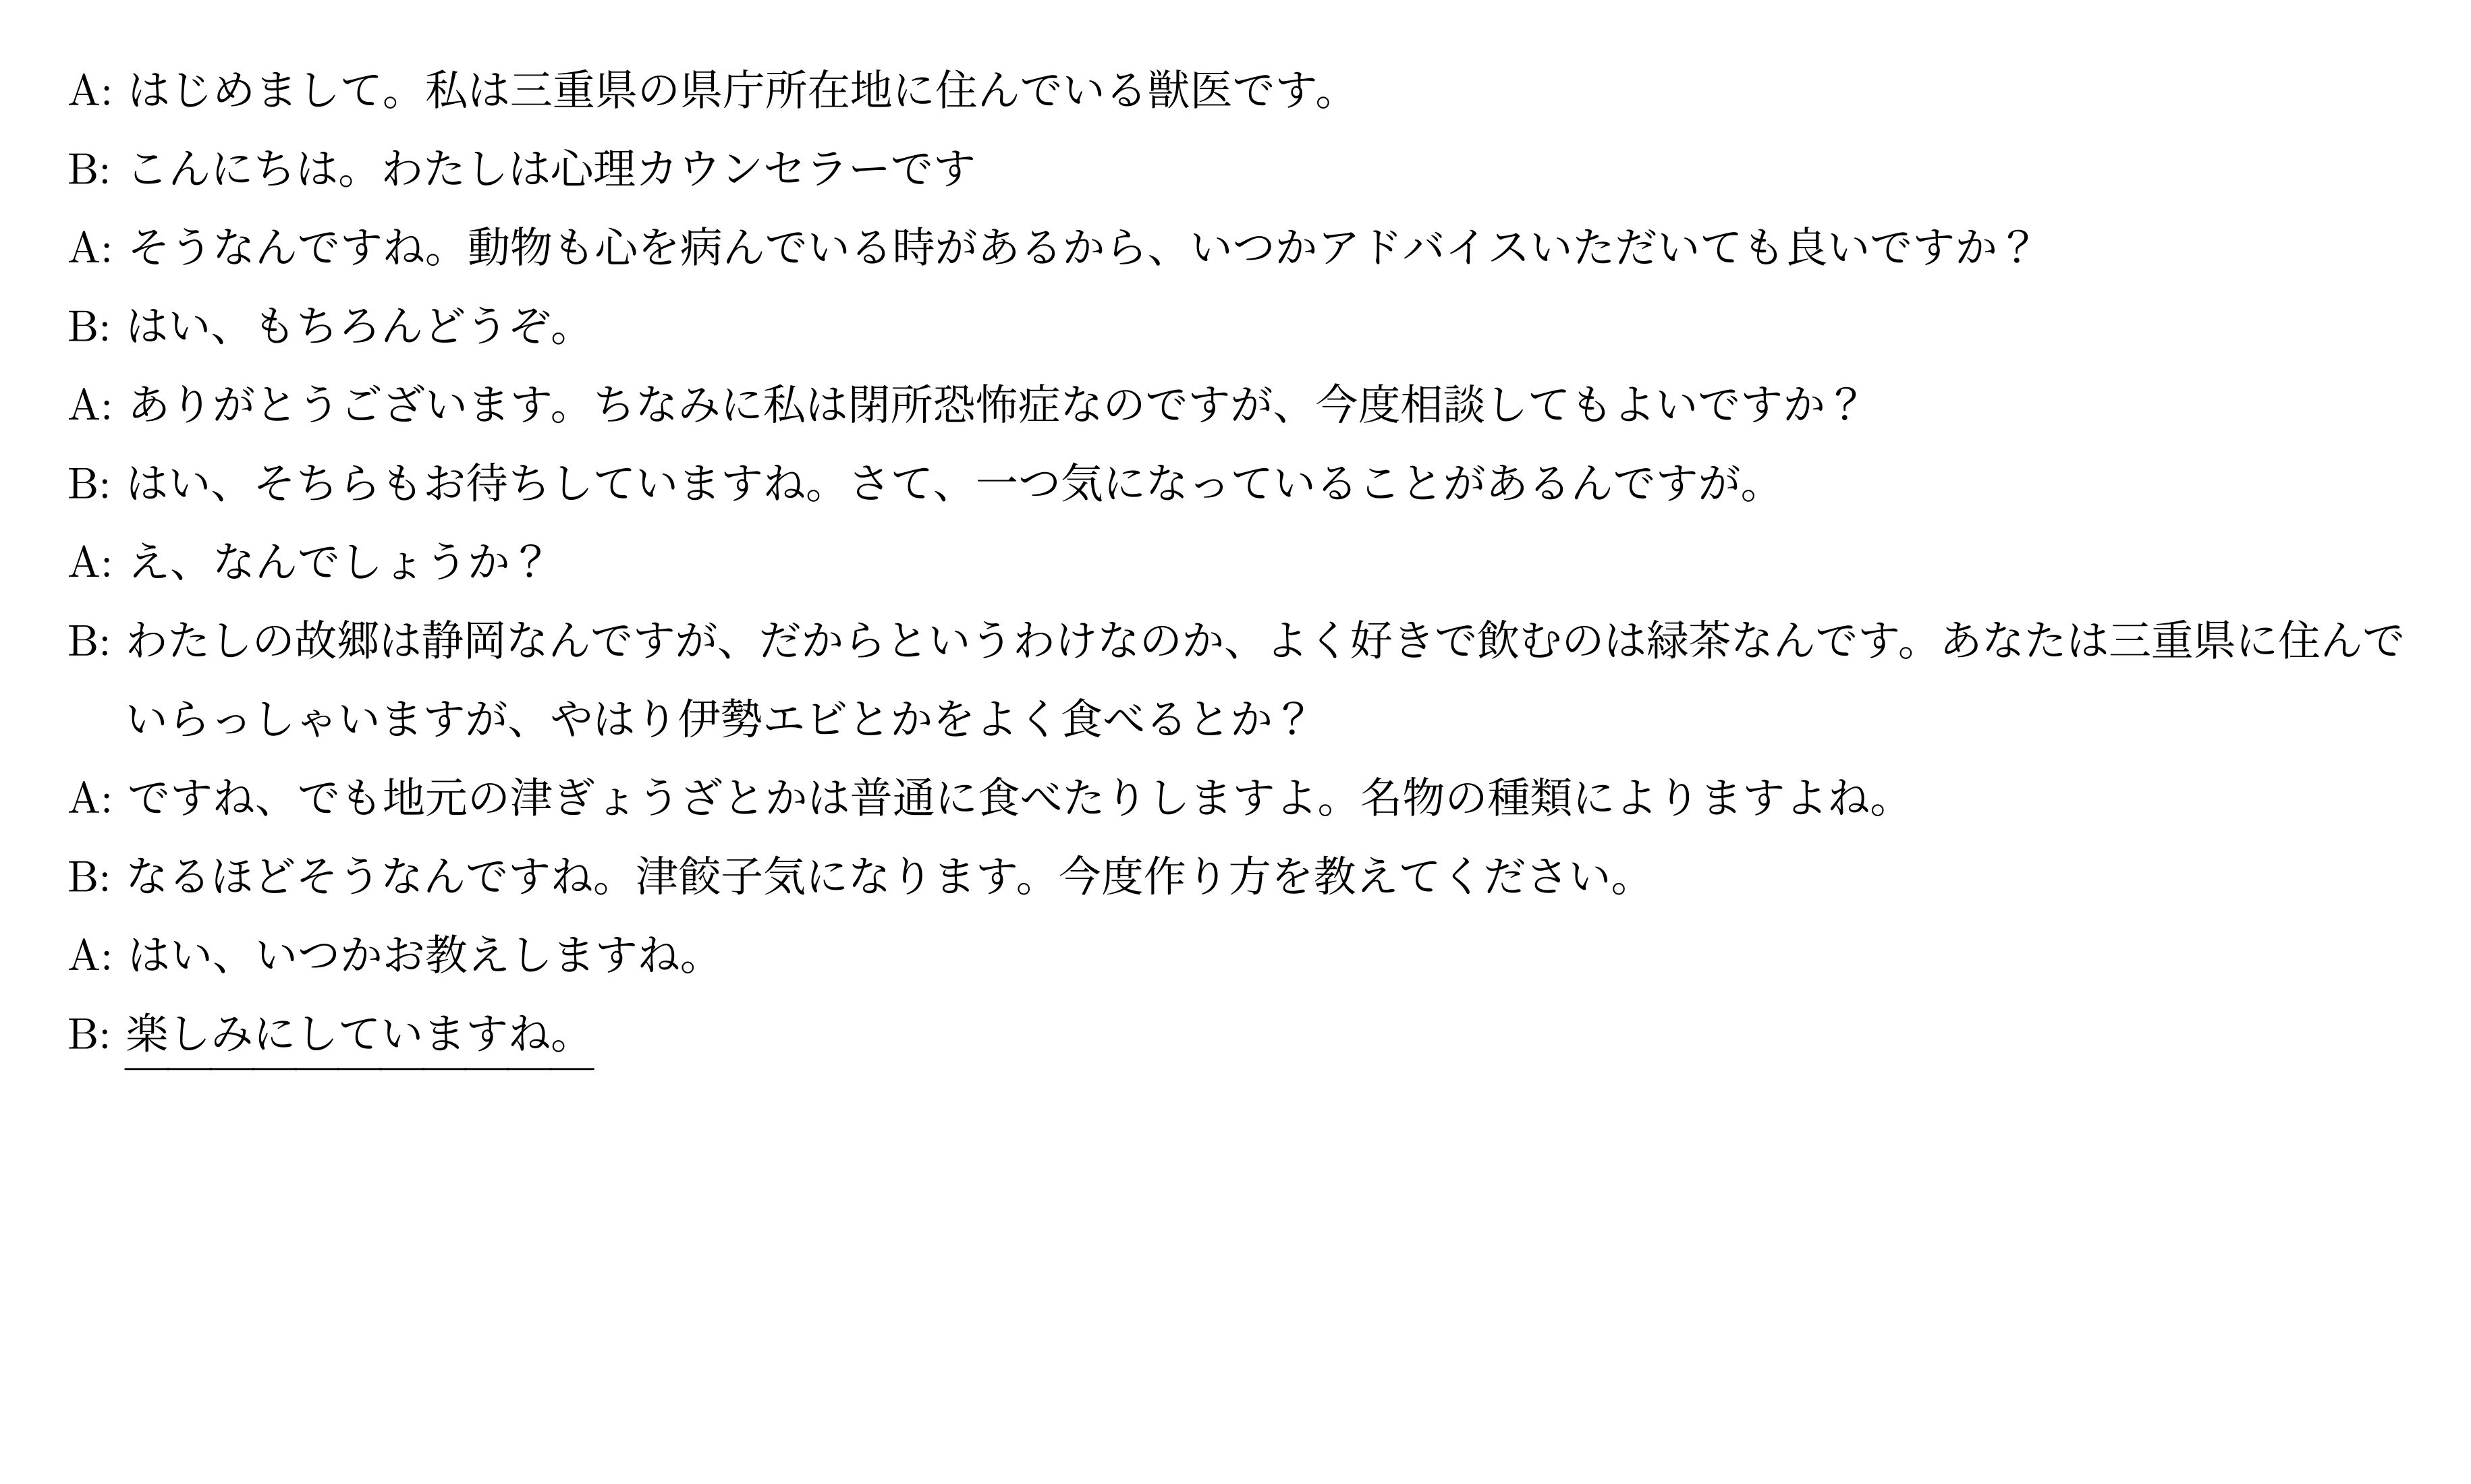 A: はじめまして。私は三重県の県庁所在地に住んでいる獣医です。
B: こんにちは。わたしは心理カウンセラーです
A: そうなんですね。動物も心を病んでいる時があるから、いつかアドバイスいただいても良いですか？
B: はい、もちろんどうぞ。
A: ありがとうございます。ちなみに私は閉所恐怖症なのですが、今度相談してもよいですか？
B: はい、そちらもお待ちしていますね。さて、一つ気になっていることがあるんですが。
A: え、なんでしょうか？
B: わたしの故郷は静岡なんですが、だからというわけなのか、よく好きで飲むのは緑茶なんです。あなたは三重県に住んで
いらっしゃいますが、やはり伊勢エビとかをよく食べるとか？
A: ですね、でも地元の津ぎょうざとかは普通に食べたりしますよ。名物の種類によりますよね。
B: なるほどそうなんですね。津餃子気になります。今度作り方を教えてください。
A: はい、いつかお教えしますね。
B: 楽しみにしていますね。